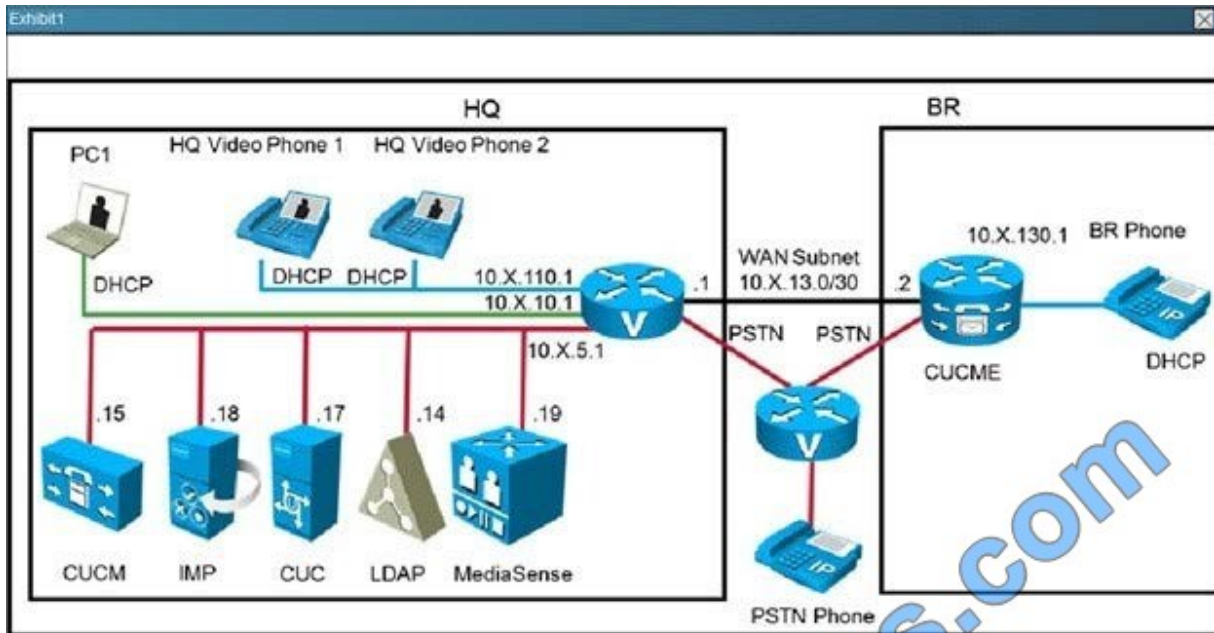 Exhibit1
HQ
BR
PC1
HQ Video Phone 1
HQ Video Phone 2
10.X.130.1
BR Phone
WAN Subnet
10.X.13.0/30
DHCP
DHCP
DHCP
10.X.110.1
10.X.10.1
.1
.2
V
IP
10.X.5.1
PSTN
PSTN
CUCME
DHCP
.15
.18
.17
.14
.19
V
CUCM
IMP
CUC
LDAP
MediaSense
IP
PSTN Phone
s.com